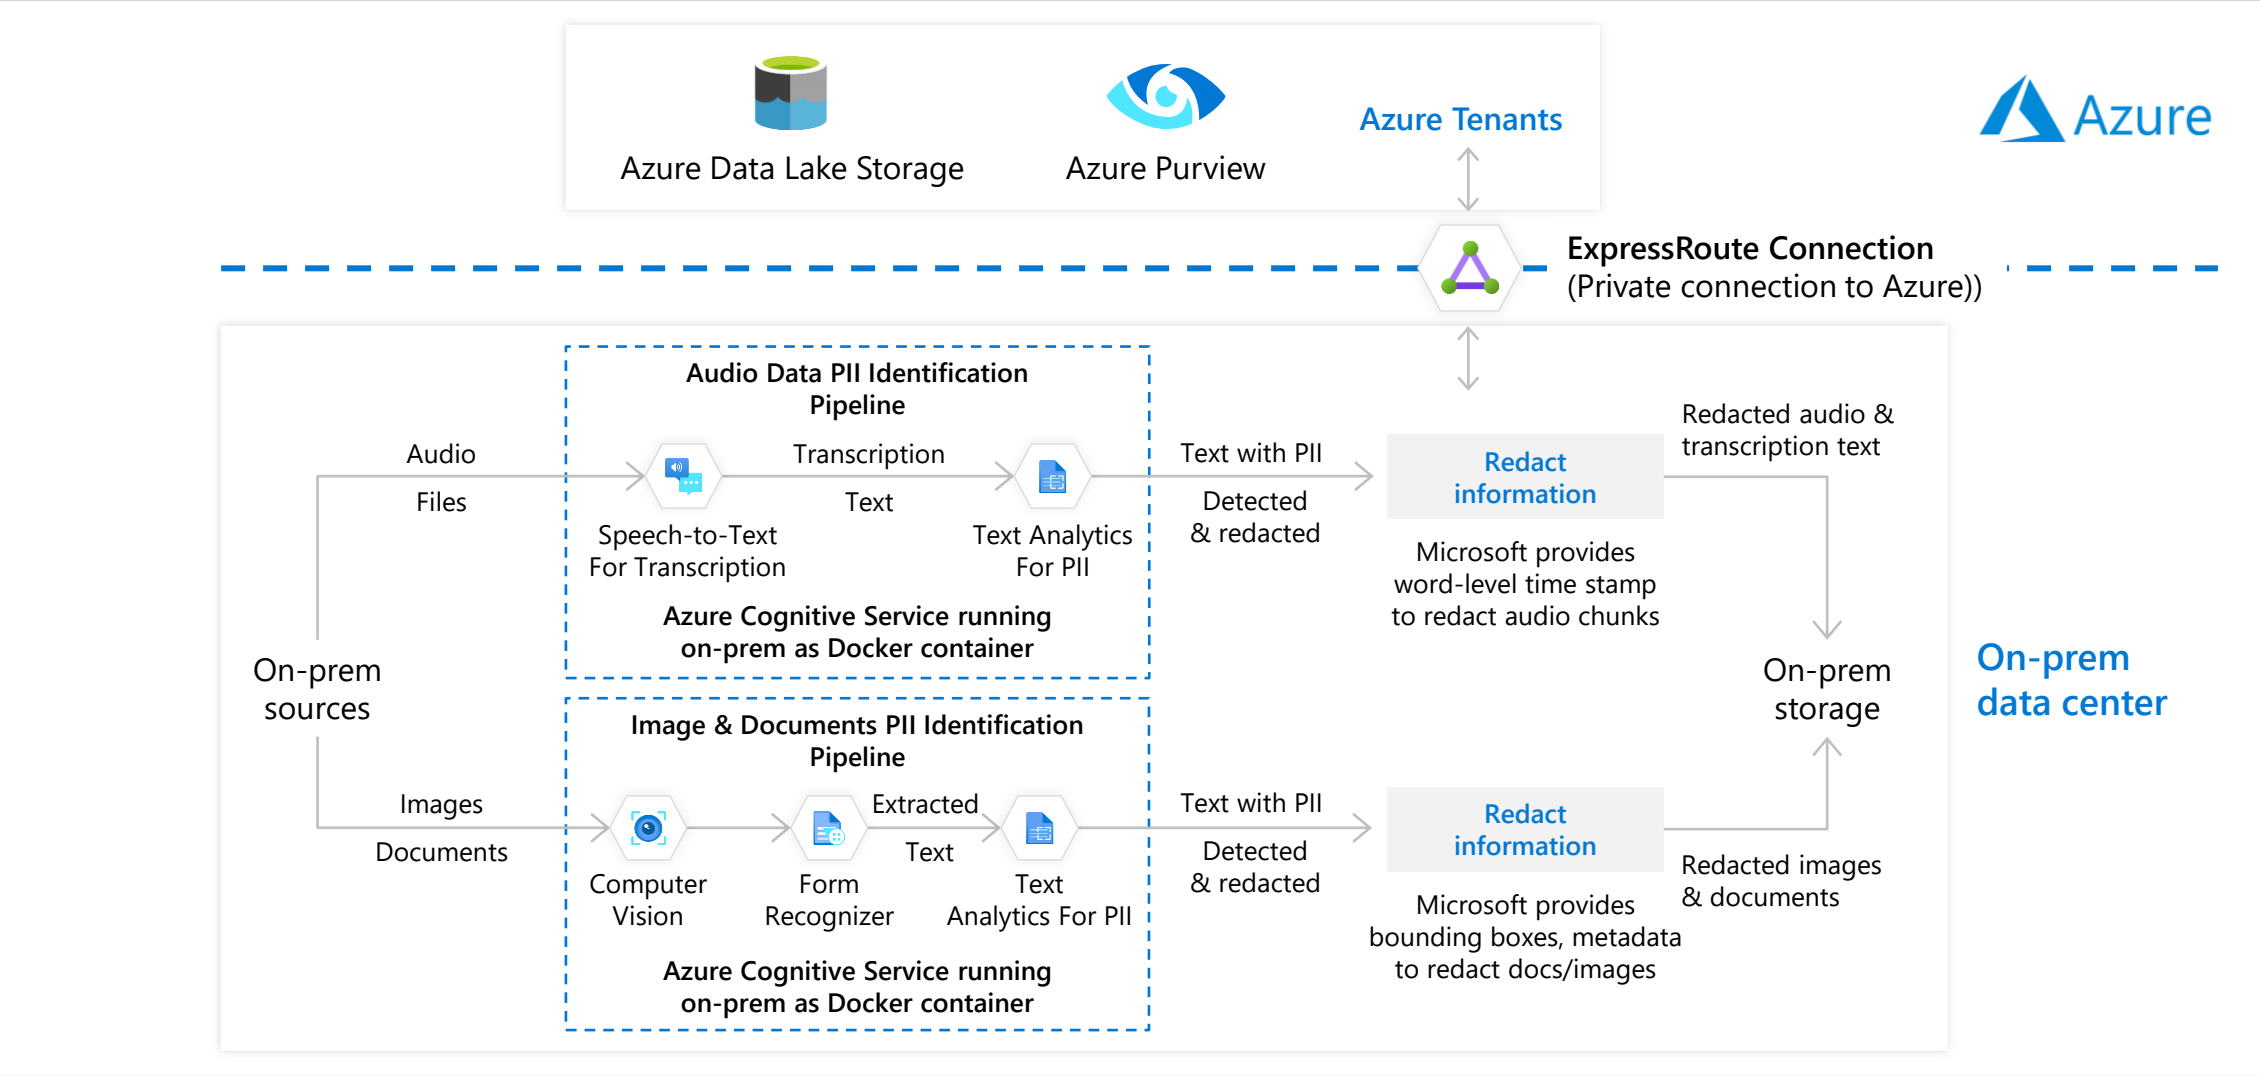 Azure Data Lake Storage
Azure Purview
Azure Tenants
Azure
ExpressRoute Connection
(Private connection to Azure))
Audio Data PII Identification
Pipeline
Audio
Files
Transcription
Text
Speech-to-Text
For Transcription
Text Analytics
For PII
Azure Cognitive Service running
on-prem as Docker container
Text with PII
Detected
& redacted
Redact
information
Microsoft provides
word-level time stamp
to redact audio chunks
Redacted audio &
transcription text
On-prem
sources
On-prem
storage
On-prem
data center
Image & Documents PII Identification
Pipeline
Images
Documents
Extracted
Text
Computer
Vision
Form
Recognizer
Text
Analytics For PII
Azure Cognitive Service running
on-prem as Docker container
Text with PII
Detected
& redacted
Redact
information
Microsoft provides
bounding boxes, metadata
to redact docs/images
Redacted images
& documents